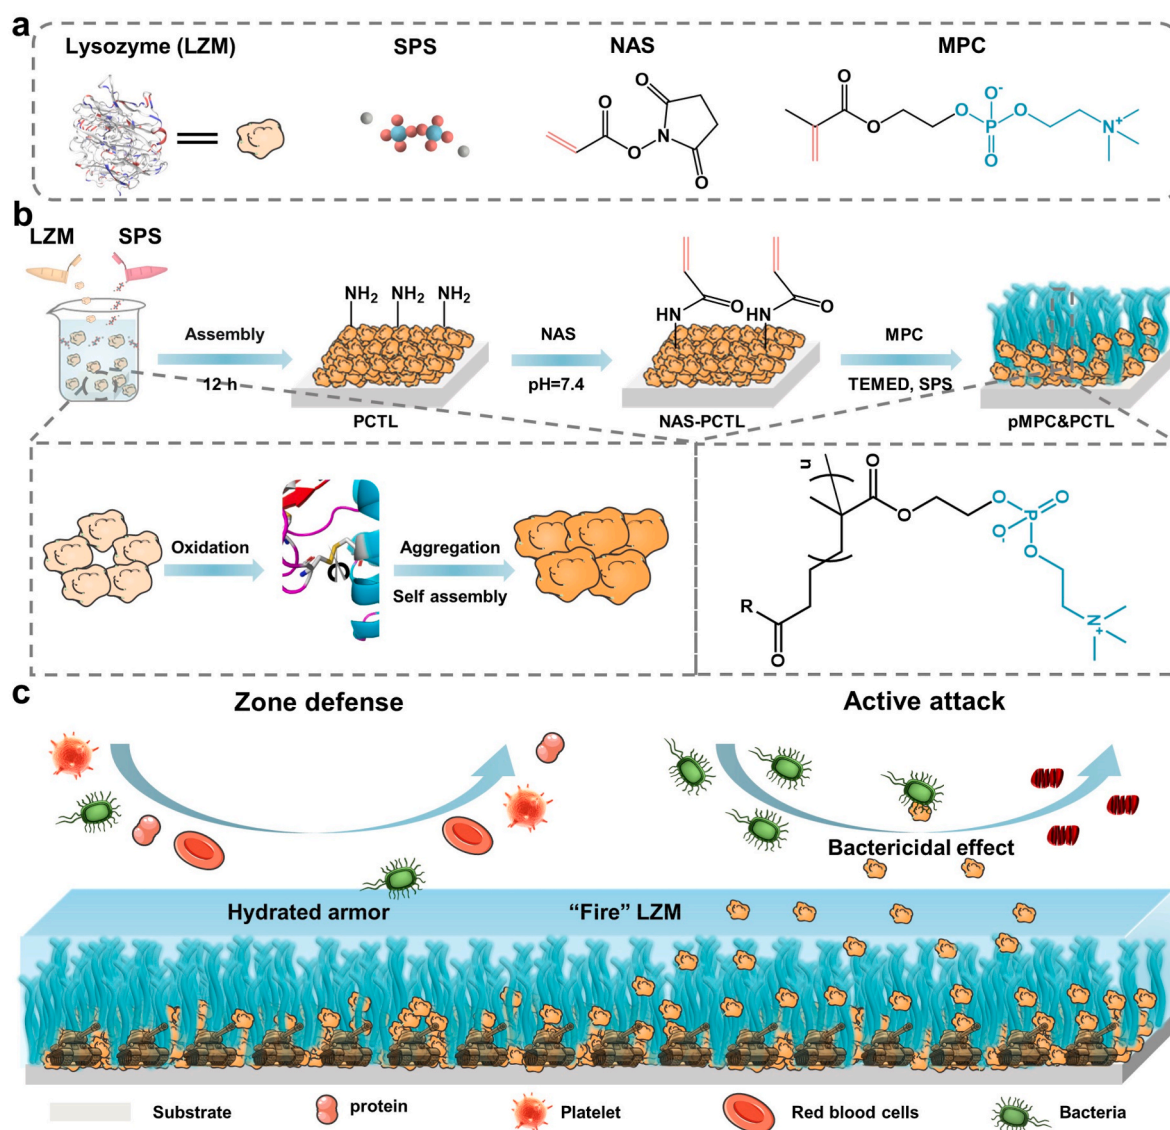 a
Lysozyme (LZM)
SPS
NAS
MPC
O
O
O
N
O
O
O
O
O
O⁻
P
O
O
N⁺
b
LZM
SPS
Assembly
12 h
NH₂ NH₂ NH₂
PCTL
NAS
pH=7.4
HN
O
HN
O
NAS-PCTL
MPC
TEMED, SPS
pMPC&PCTL
Oxidation
Aggregation
Self assembly
n
O
O
O
P
O
O⁻
O
N⁺
R
O
c
Zone defense
Active attack
Bactericidal effect
Hydrated armor
“Fire” LZM
Substrate
protein
Platelet
Red blood cells
Bacteria